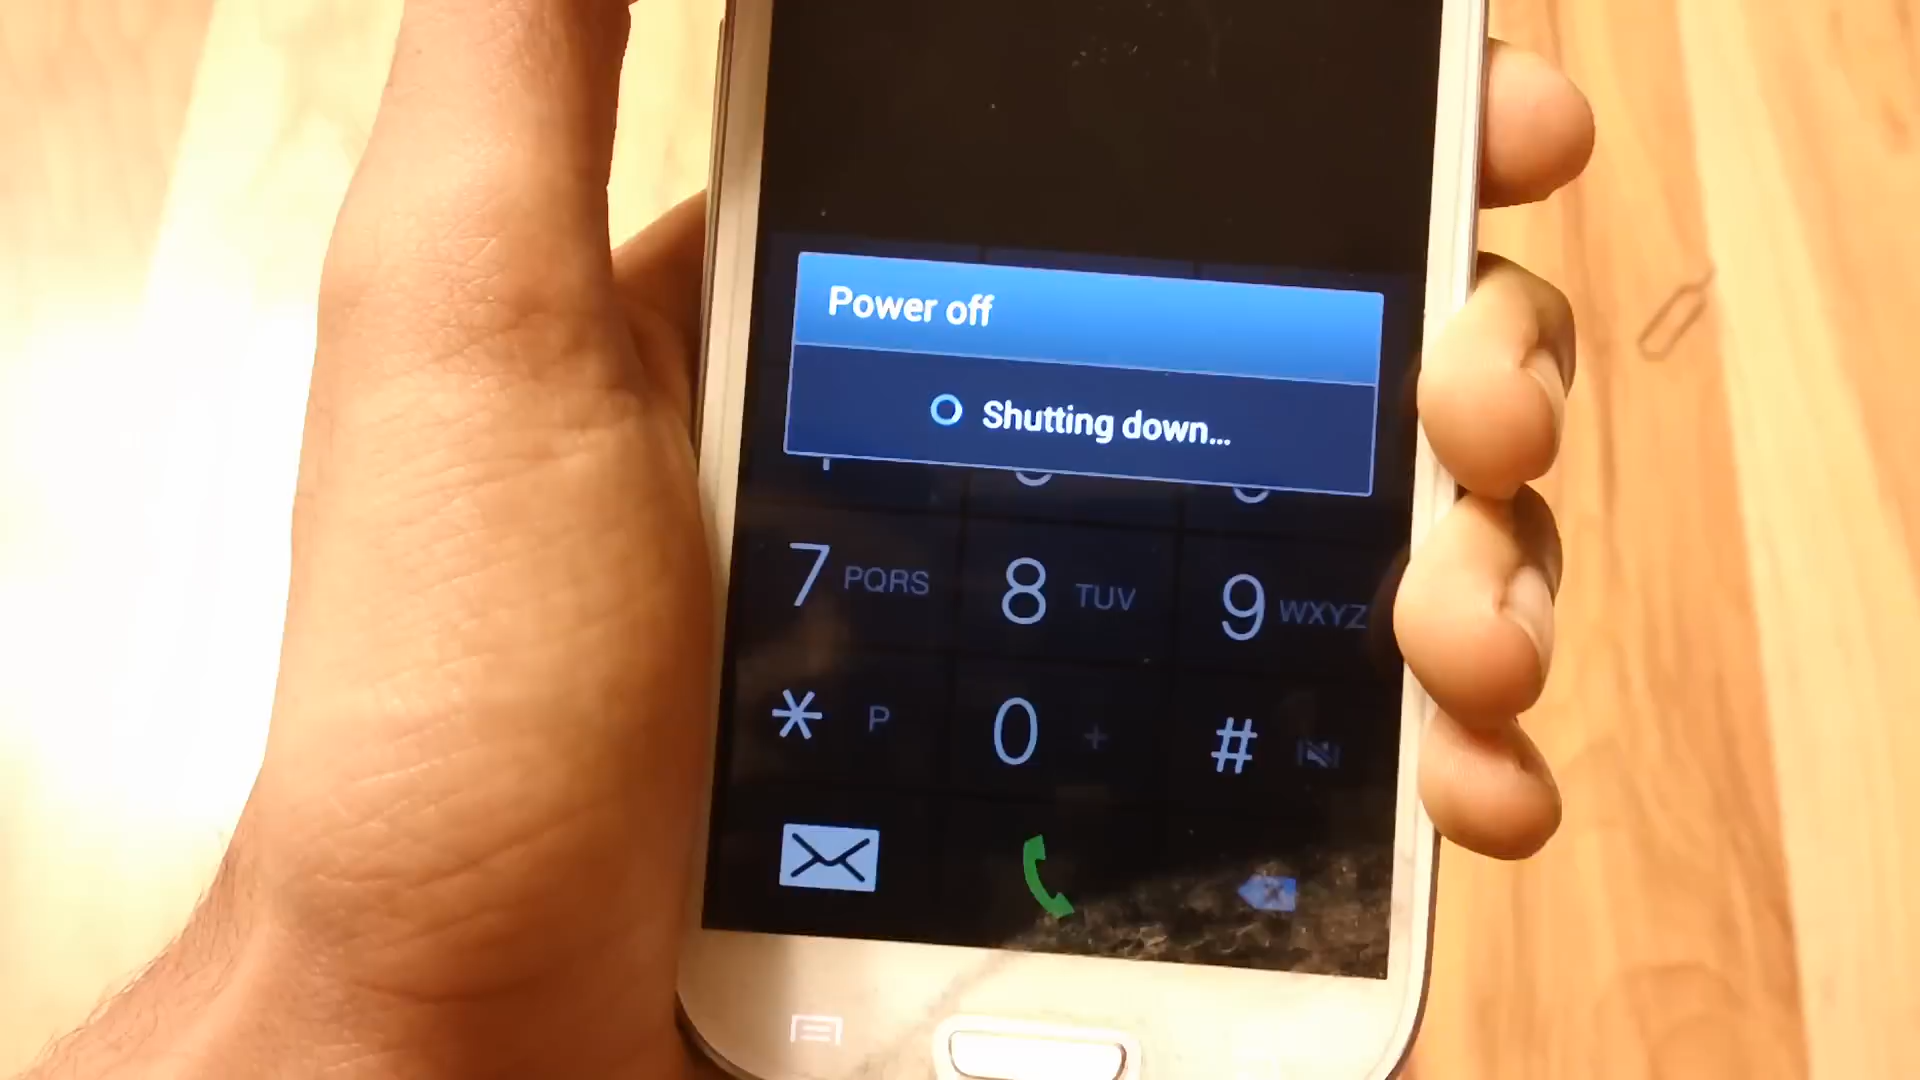 Power off
Shutting down...
7 PQRS 8 TUV 9 WXYZ
* P 0 + #